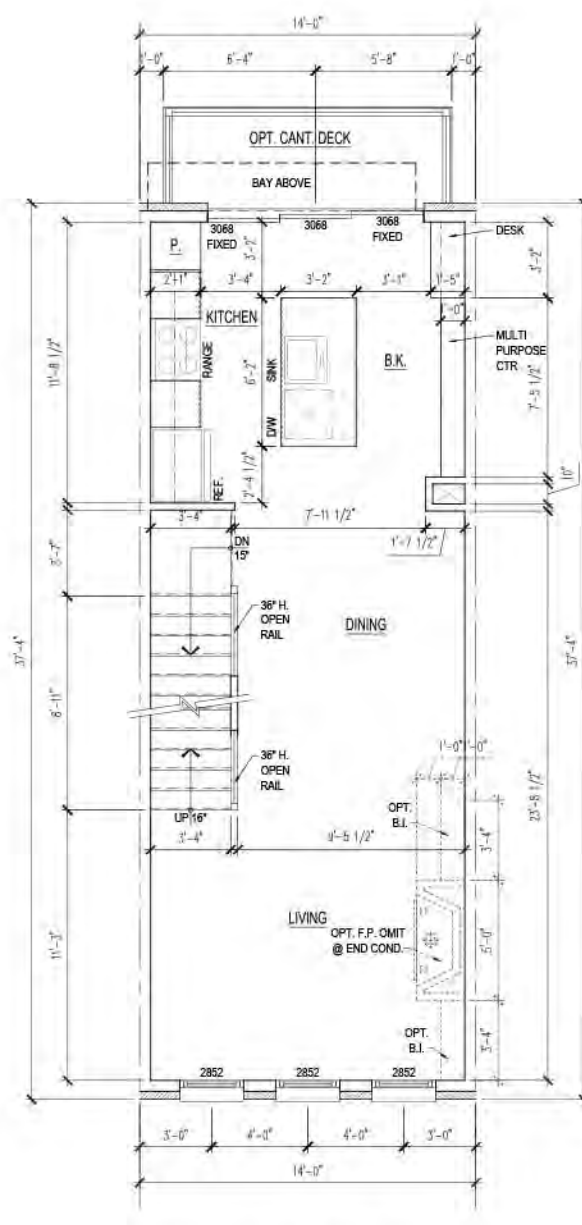 14'-0"
1'-0" 6'-4" 5'-8" 1'-0"
OPT. CANT. DECK
BAY ABOVE
3068
FIXED
3068
3068
FIXED
DESK
P.
3'-2"
3'-2"
2'-1" 3'-4" 3'-2" 3'-1" 1'-5"
KITCHEN
1'-0"
MULTI
PURPOSE
CTR
RANGE
SINK
B.K.
11'-8 1/2"
6'-2"
7'-5 1/2"
D/W
REF.
2'-4 1/2"
10"
3'-4" 7'-11 1/2"
1'-7 1/2"
DN
15"
3'-7"
36" H.
OPEN
RAIL
DINING
37'-4"
37'-4"
8'-11"
36" H.
OPEN
RAIL
1'-0" 1'-0"
23'-8 1/2"
UP 16"
OPT.
B.I.
3'-4"
3'-4" 9'-5 1/2"
LIVING
OPT. F.P. OMIT
@ END COND.
5'-0"
11'-3"
OPT.
B.I.
3'-4"
2852 2852 2852
3'-0" 4'-0" 4'-0" 3'-0"
14'-0"